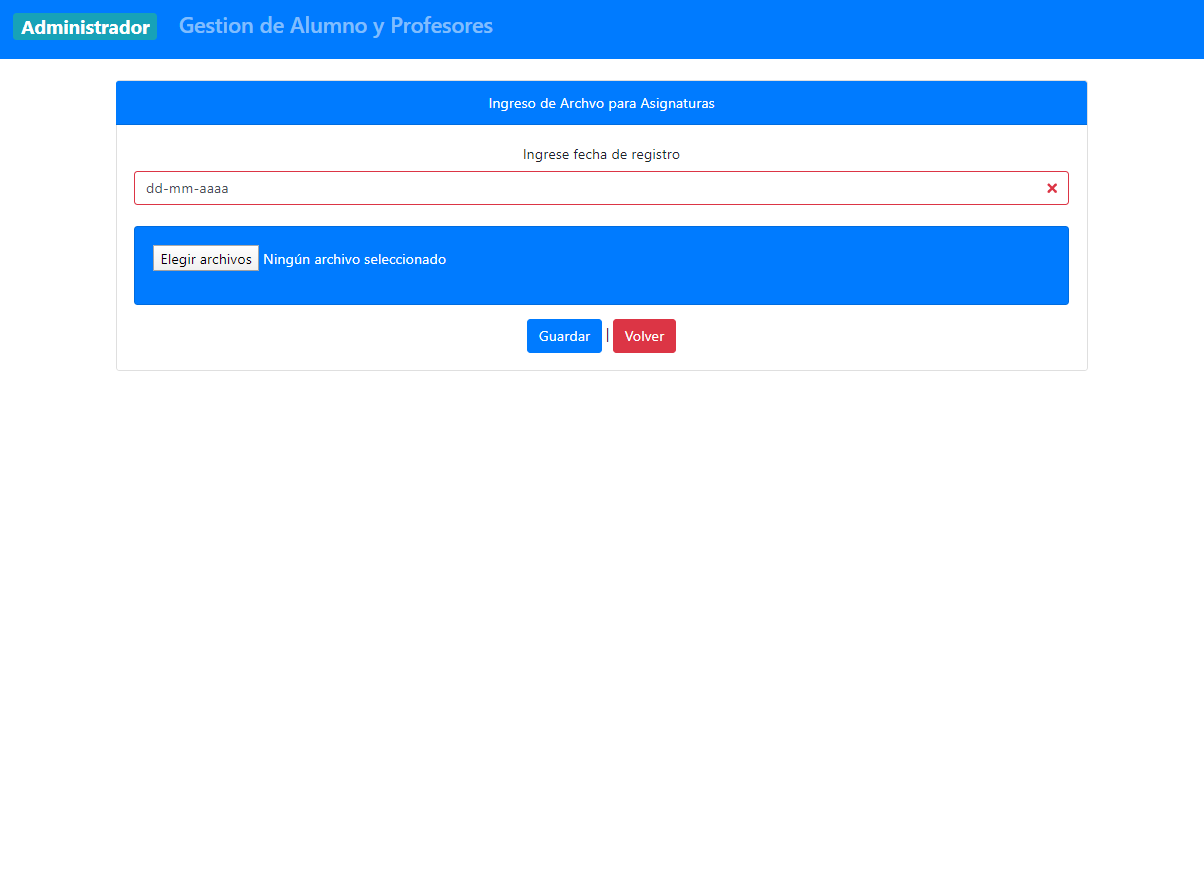 Administrador Gestion de Alumno y Profesores
Ingreso de Archvo para Asignaturas
Ingrese fecha de registro
dd-mm-aaaa
Elegir archivos Ningún archivo seleccionado
Guardar | Volver